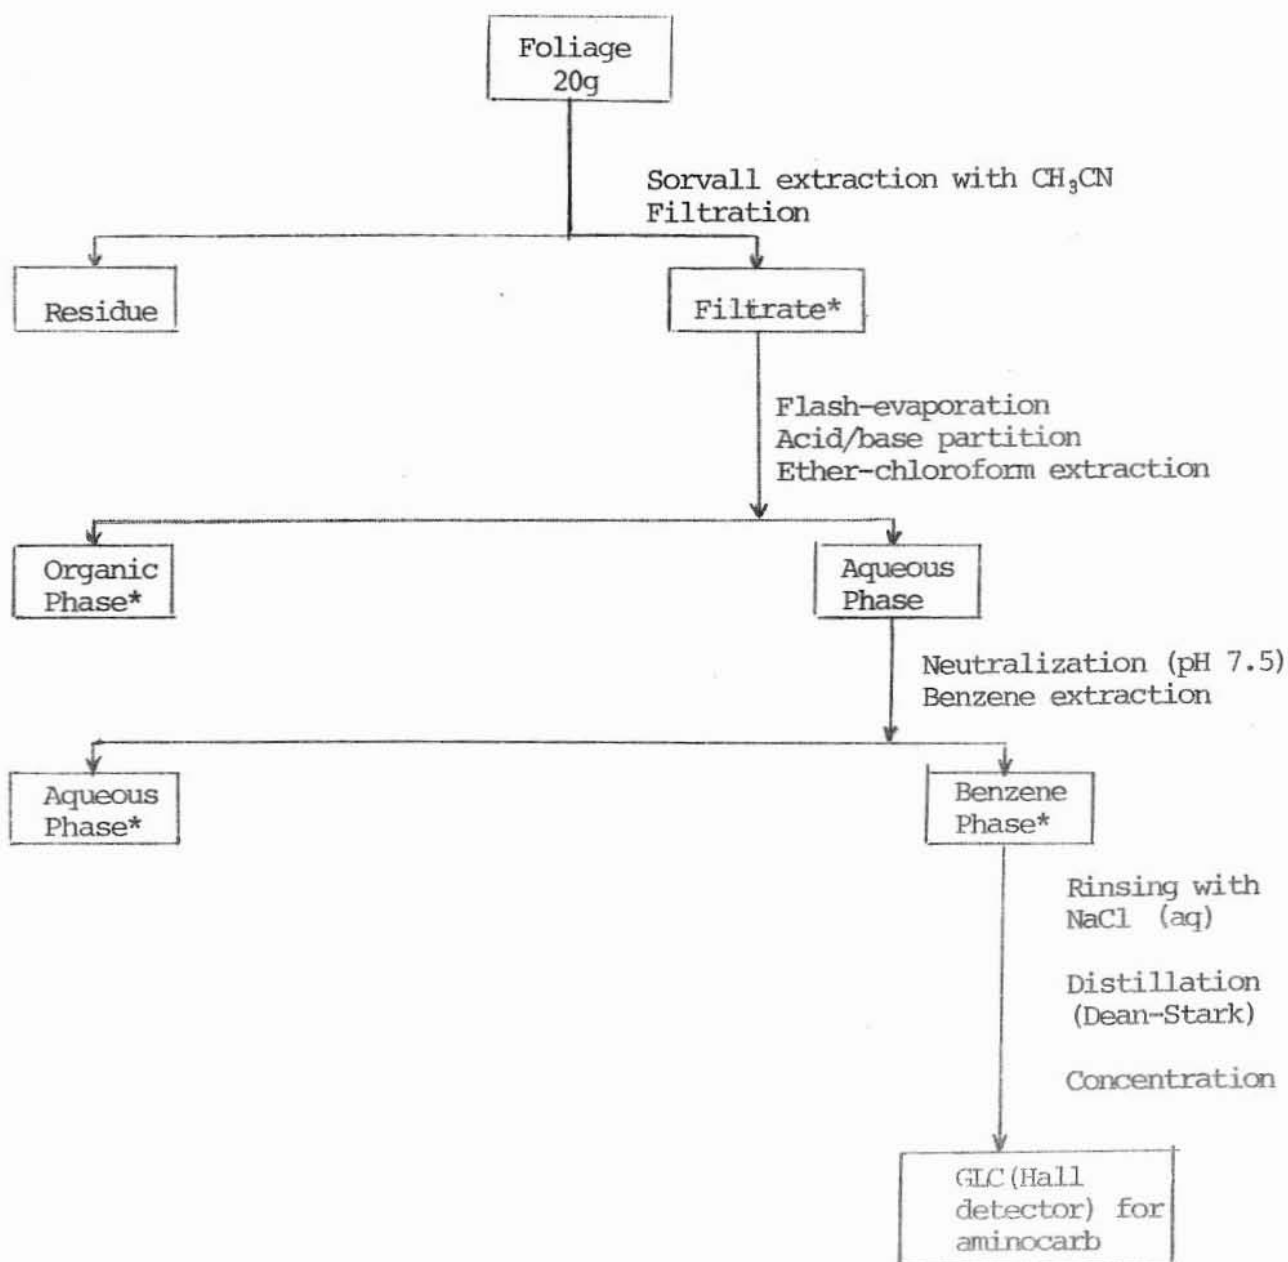 Foliage
20g
Sorvall extraction with CH₃CN
Filtration
Residue
Filtrate*
Flash-evaporation
Acid/base partition
Ether-chloroform extraction
Organic
Phase*
Aqueous
Phase
Neutralization (pH 7.5)
Benzene extraction
Aqueous
Phase*
Benzene
Phase*
Rinsing with
NaCl (aq)
Distillation
(Dean-Stark)
Concentration
GLC(Hall
detector) for
aminocarb